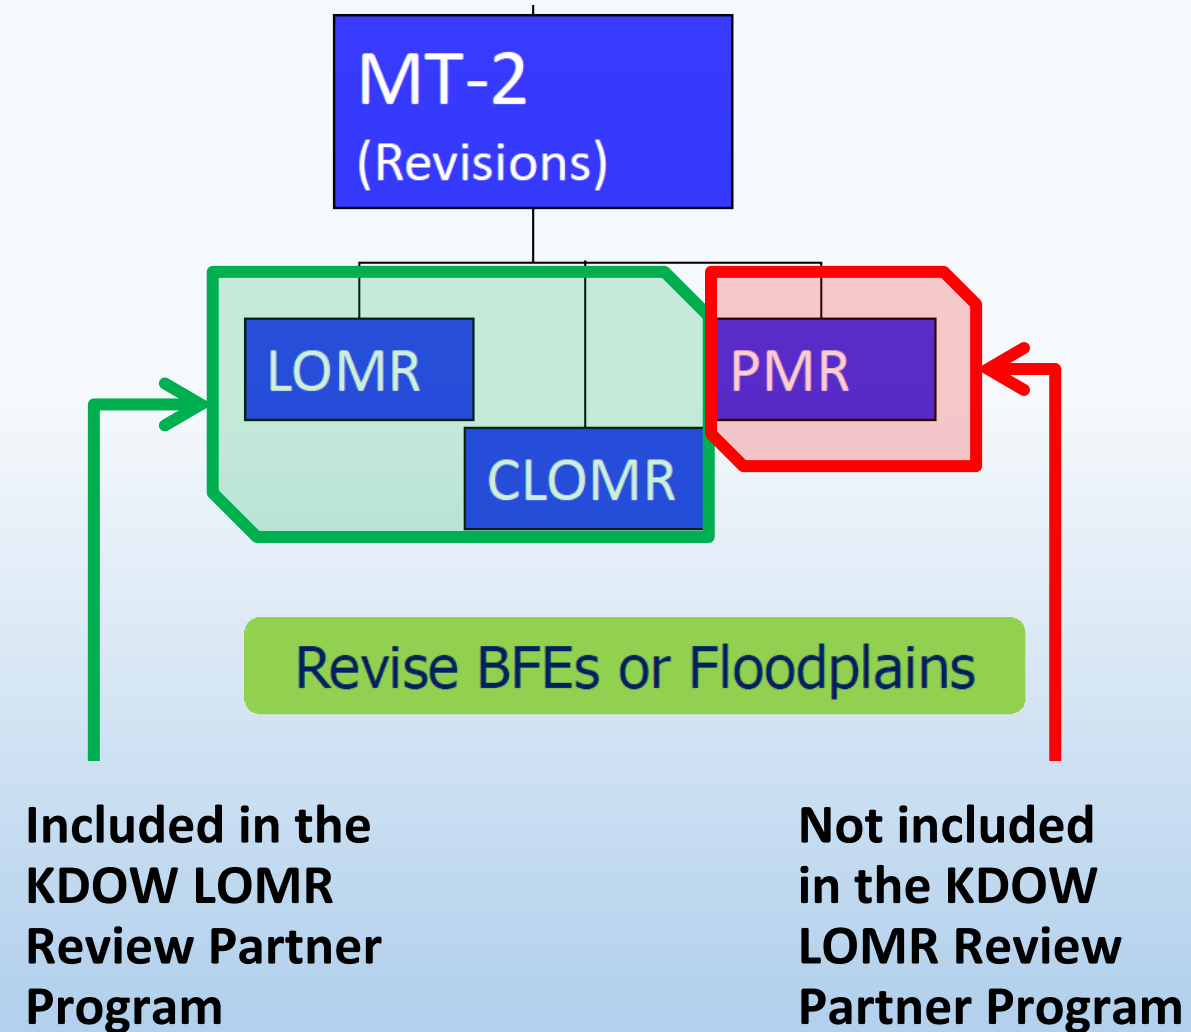 MT-2
(Revisions)
LOMR
PMR
CLOMR
Revise BFEs or Floodplains
Included in the
KDOW LOMR
Review Partner
Program
Not included
in the KDOW
LOMR Review
Partner Program